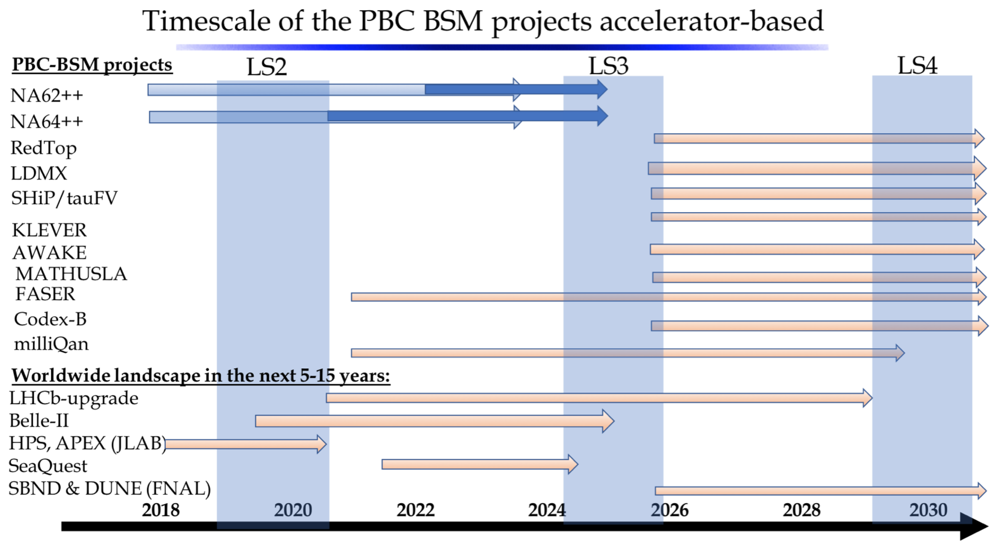 Timescale of the PBC BSM projects accelerator-based
PBC-BSM projects
LS2
LS3
LS4
NA62++
NA64++
RedTop
LDMX
SHiP/tauFV
KLEVER
AWAKE
MATHUSLA
FASER
Codex-B
milliQan
Worldwide landscape in the next 5-15 years:
LHCb-upgrade
Belle-II
HPS, APEX (JLAB)
SeaQuest
SBND & DUNE (FNAL)
2018 2020 2022 2024 2026 2028 2030